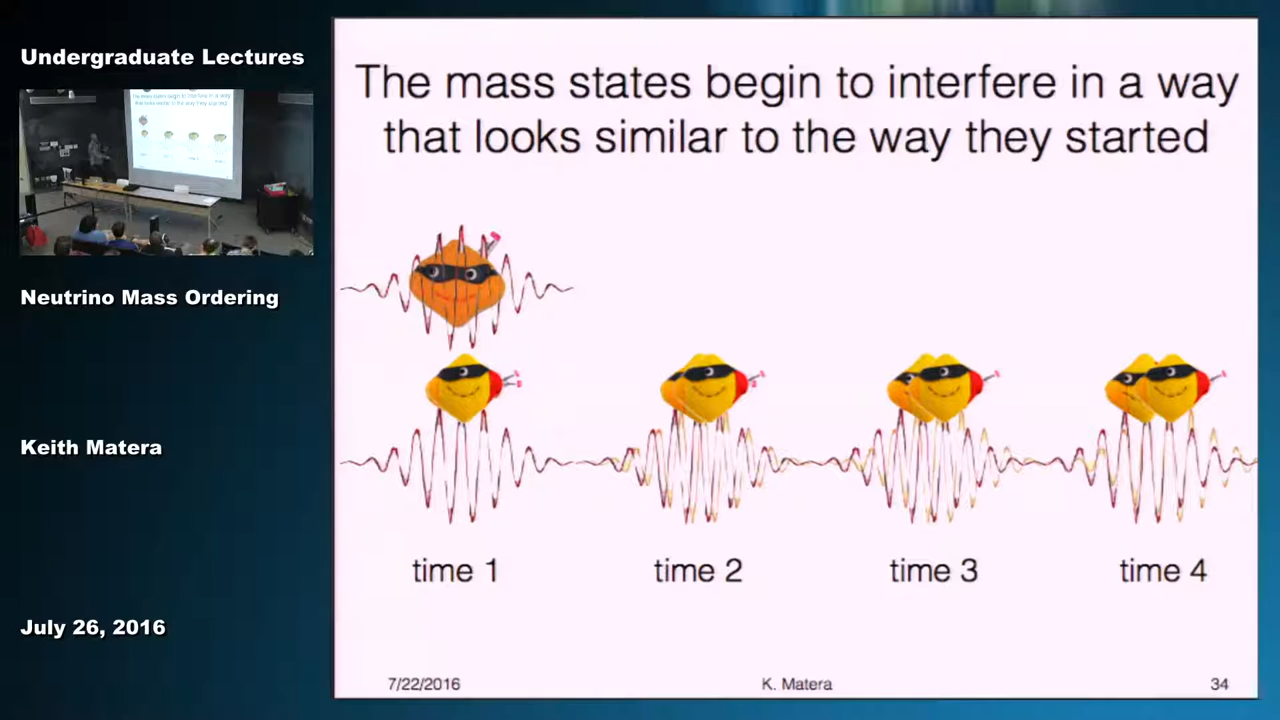 Undergraduate Lectures
Neutrino Mass Ordering
Keith Matera
July 26, 2016
The mass states begin to interfere in a way
that looks similar to the way they started
time 1
time 2
time 3
time 4
7/22/2016
K. Matera
34